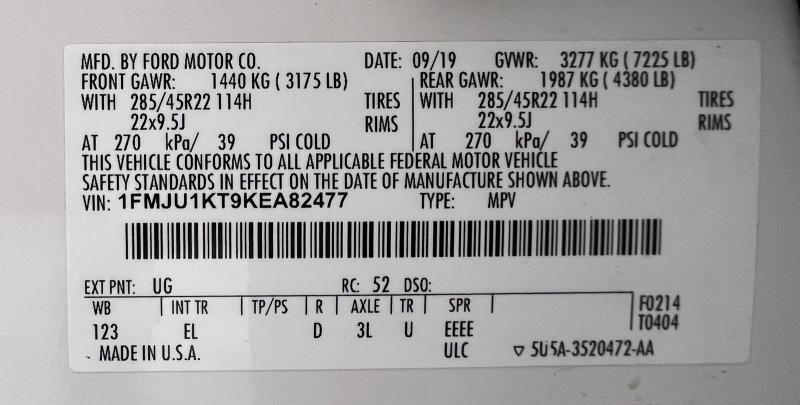 MFD. BY FORD MOTOR CO. DATE: 09/19 GVWR: 3277 KG ( 7225 LB)
FRONT GAWR: 1440 KG ( 3175 LB) REAR GAWR: 1987 KG ( 4380 LB)
WITH 285/45R22 114H TIRES WITH 285/45R22 114H TIRES
22x9.5J RIMS 22x9.5J RIMS
AT 270 kPa/ 39 PSI COLD AT 270 kPa/ 39 PSI COLD
THIS VEHICLE CONFORMS TO ALL APPLICABLE FEDERAL MOTOR VEHICLE
SAFETY STANDARDS IN EFFECT ON THE DATE OF MANUFACTURE SHOWN ABOVE.
VIN: 1FMJU1KT9KEA82477 TYPE: MPV
EXT PNT: UG RC: 52 DSO:
WB INT TR TP/PS R AXLE TR SPR F0214
T0404
123 EL D 3L U EEEE
MADE IN U.S.A. ULC ▽ 5U5A-3520472-AA